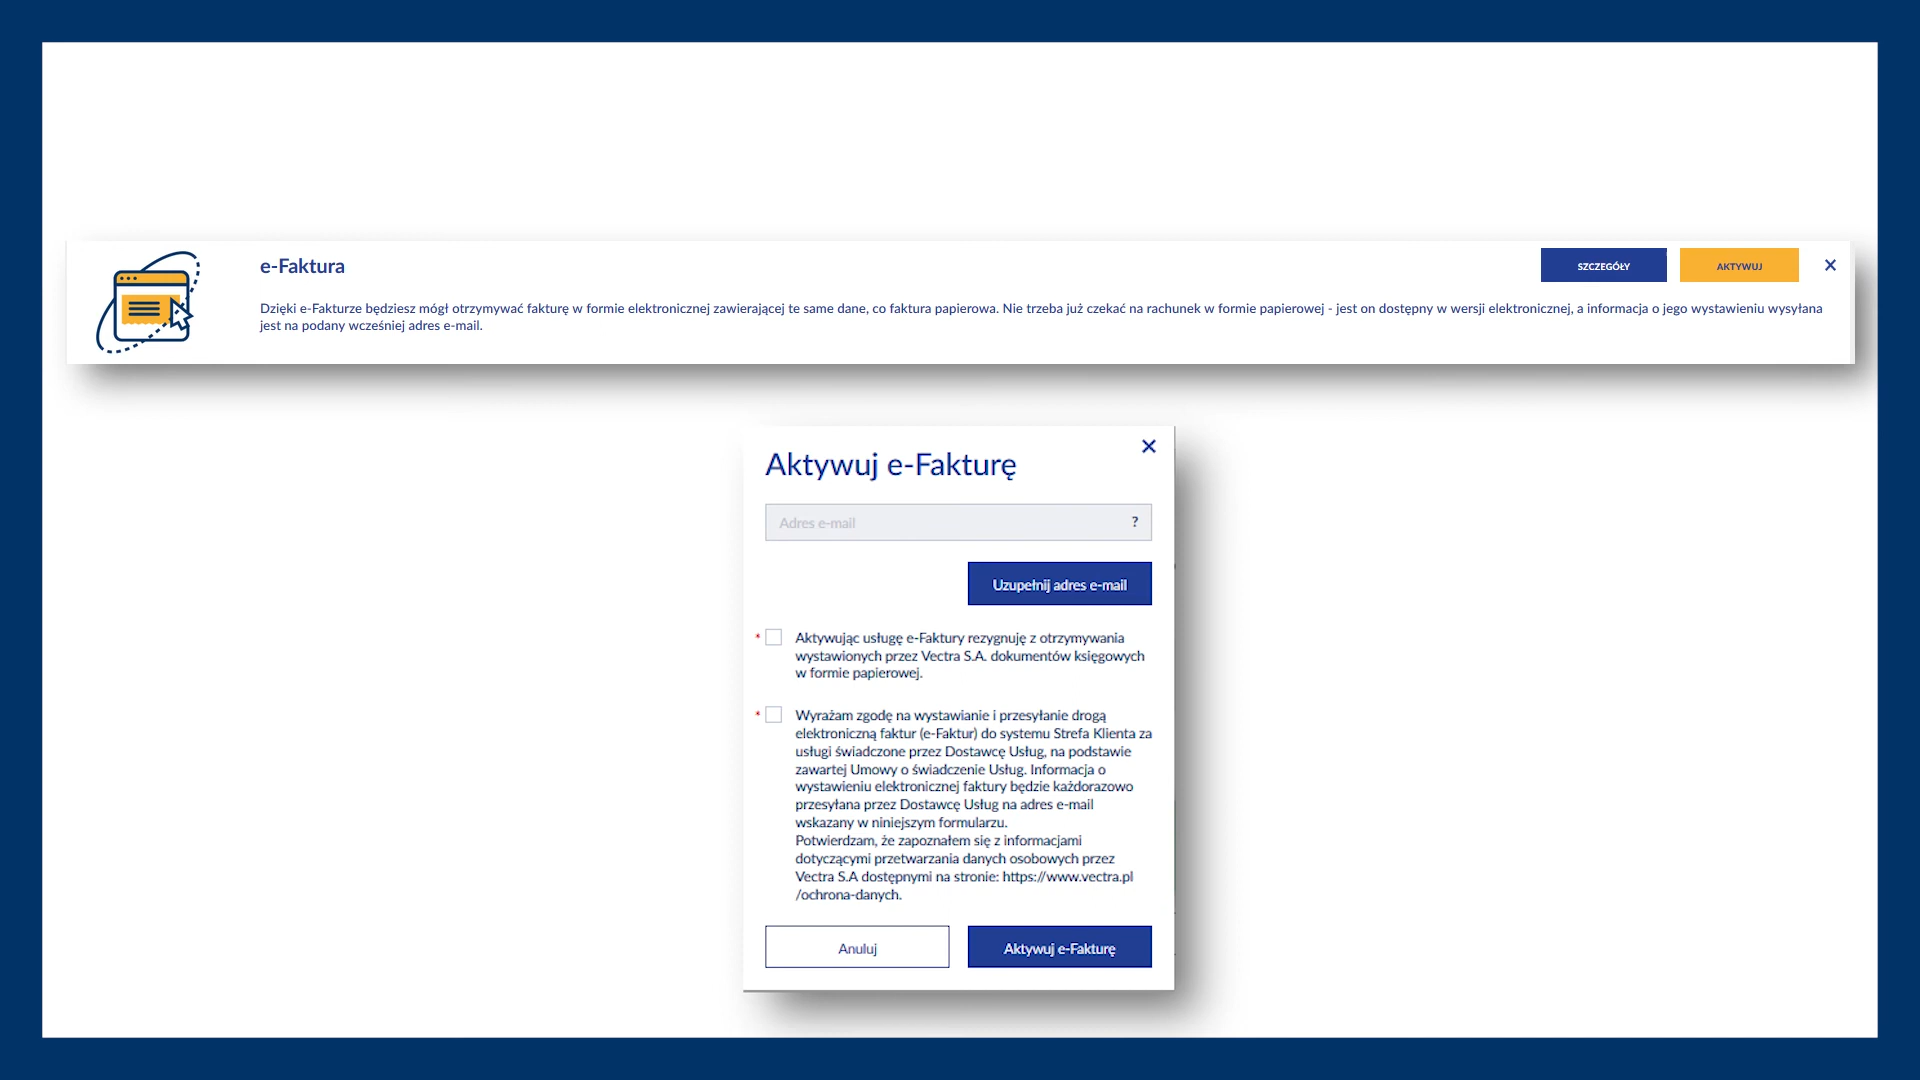 e-Faktura
SZCZEGÓŁY
AKTYWUJ
Dzięki e-Fakturze będziesz mógł otrzymywać fakturę w formie elektronicznej zawierającej te same dane, co faktura papierowa. Nie trzeba już czekać na rachunek w formie papierowej - jest on dostępny w wersji elektronicznej, a informacja o jego wystawieniu wysyłana
jest na podany wcześniej adres e-mail.
Aktywuj e-Fakturę
Adres e-mail ?
Uzupełnij adres e-mail
* Aktywując usługę e-Faktury rezygnuję z otrzymywania
wystawionych przez Vectra S.A. dokumentów księgowych
w formie papierowej.
* Wyrażam zgodę na wystawianie i przesyłanie drogą
elektroniczną faktur (e-Faktur) do systemu Strefa Klienta za
usługi świadczone przez Dostawcę Usług, na podstawie
zawartej Umowy o świadczenie Usług. Informacja o
wystawieniu elektronicznej faktury będzie każdorazowo
przesyłana przez Dostawcę Usług na adres e-mail
wskazany w niniejszym formularzu.
Potwierdzam, że zapoznałem się z informacjami
dotyczącymi przetwarzania danych osobowych przez
Vectra S.A dostępnymi na stronie: https://www.vectra.pl
/ochrona-danych.
Anuluj
Aktywuj e-Fakturę